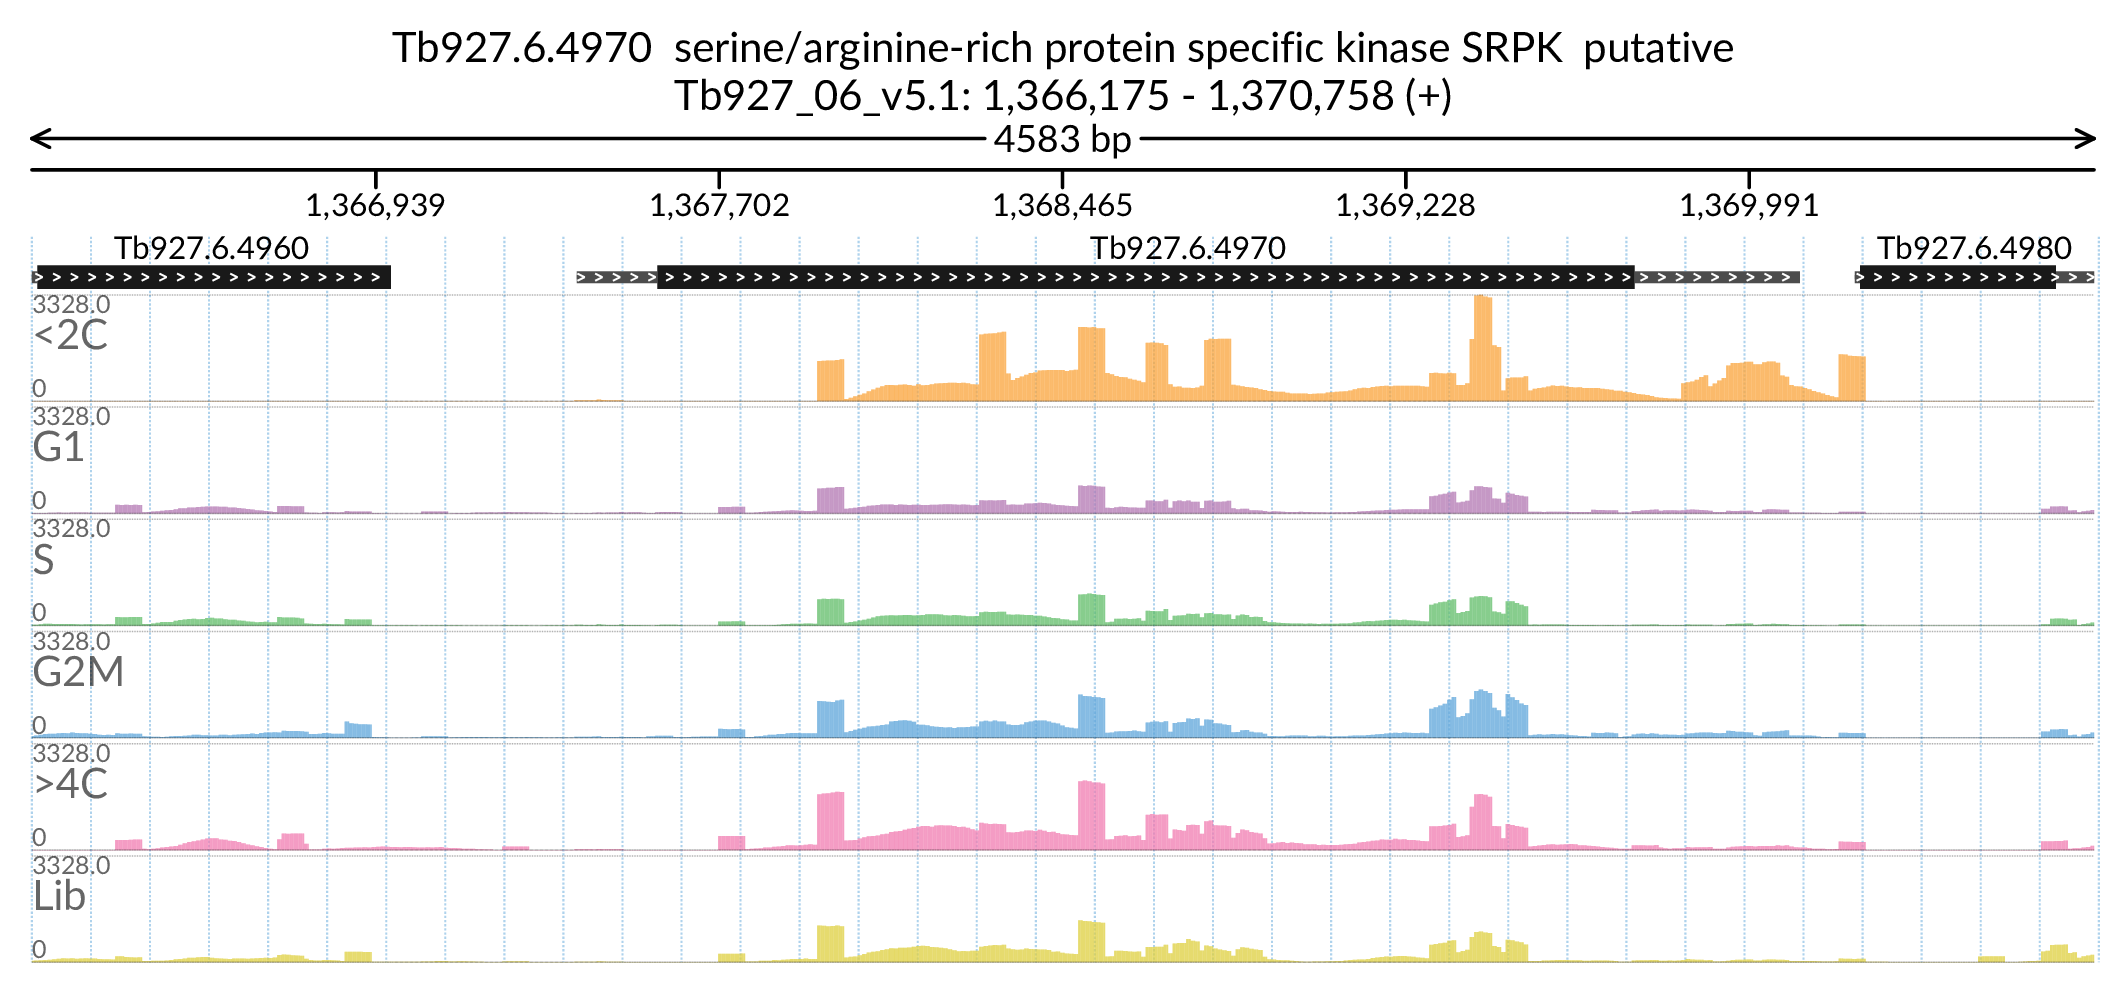 Tb927.6.4970  serine/arginine-rich protein specific kinase SRPK  putative
Tb927_06_v5.1: 1,366,175 - 1,370,758 (+)
4583 bp
1,366,939 1,367,702 1,368,465 1,369,228 1,369,991
Tb927.6.4960 Tb927.6.4970 Tb927.6.4980
3328.0
<2C
0
3328.0
G1
0
3328.0
S
0
3328.0
G2M
0
3328.0
>4C
0
3328.0
Lib
0